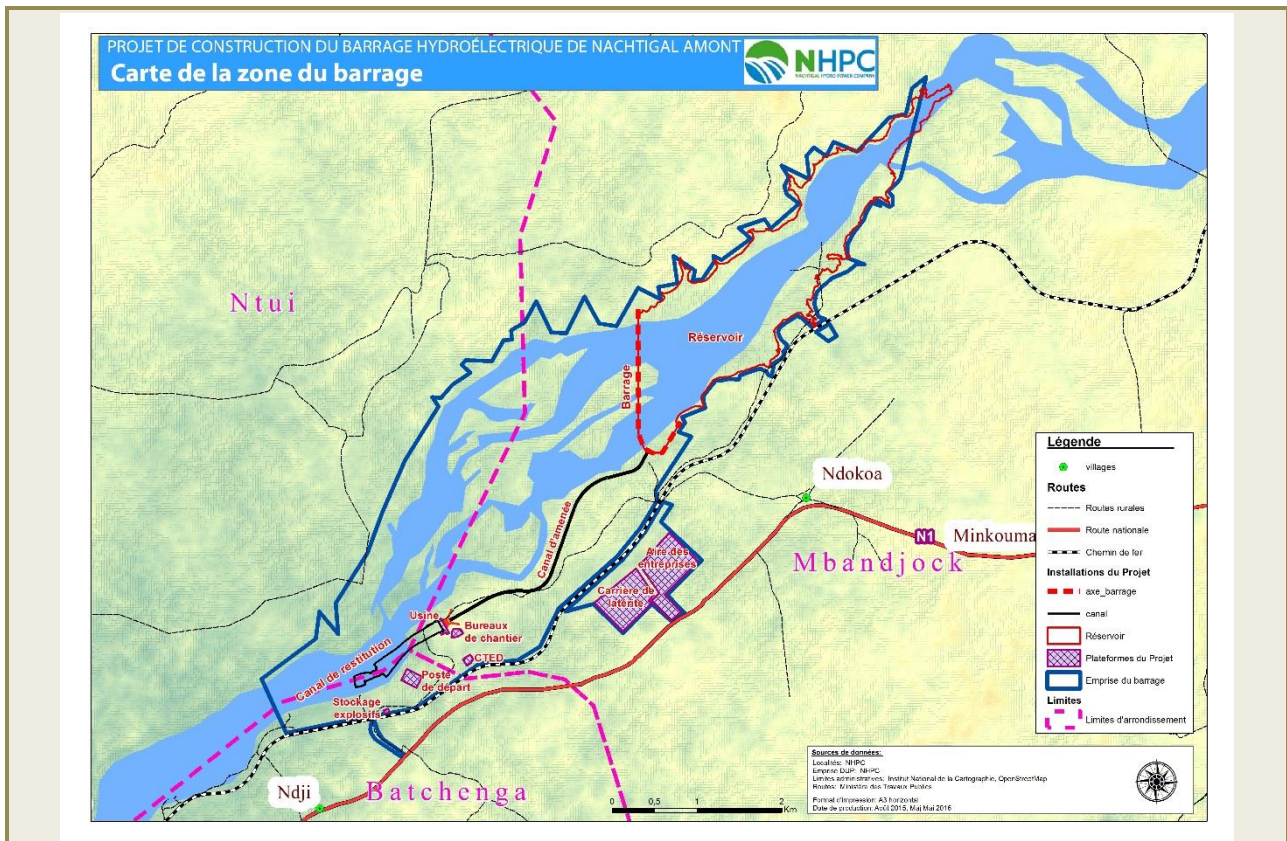 PROJET DE CONSTRUCTION DU BARRAGE HYDROÉLECTRIQUE DE NACHTIGAL AMONT
Carte de la zone du barrage
NHPC
NACHTIGAL HYDRO POWER COMPANY
Ntui
Réservoir
Barrage
Ndokoa
N1
Minkouma
Mbandjock
Canal d'amenée
Aire des
entreprises
Carrière de
latérite
Usine
Bureaux
de chantier
CTED
Canal de restitution
Poste
de départ
Stockage
explosifs
Ndji
Batchenga
Légende
villages
Routes
Routes rurales
Route nationale
Chemin de fer
Installations du Projet
axe_barrage
canal
Réservoir
Plateformes du Projet
Emprise du barrage
Limites
Limites d'arrondissement
0 0,5 1 2
Km
Sources de données:
Localités: NHPC
Emprise DUP: NHPC
Limites administratives: Institut National de la Cartographie, OpenStreetMap
Routes: Ministère des Travaux Publics
Format d'impression: A3 horizontal
Date de production: Août 2015, Maj Mai 2016